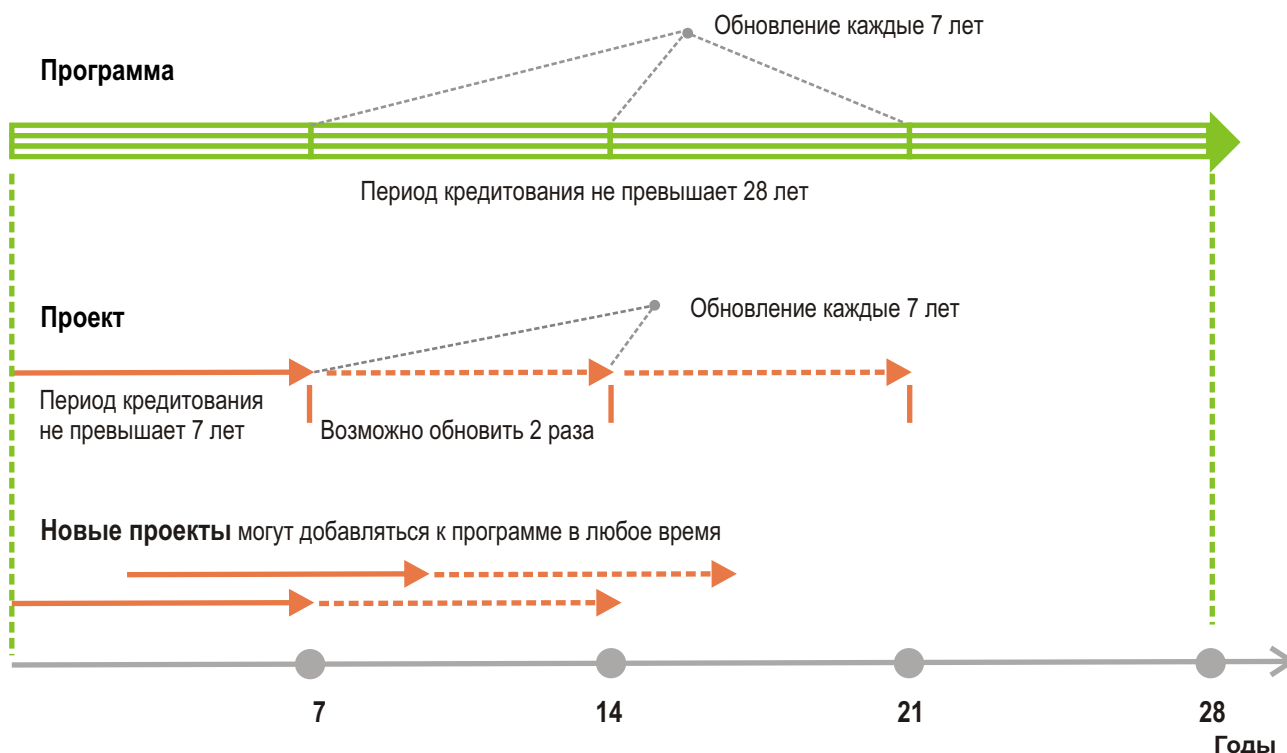 Обновление каждые 7 лет
Программа
Период кредитования не превышает 28 лет
Обновление каждые 7 лет
Проект
Период кредитования
не превышает 7 лет
Возможно обновить 2 раза
Новые проекты могут добавляться к программе в любое время
7
14
21
28
Годы